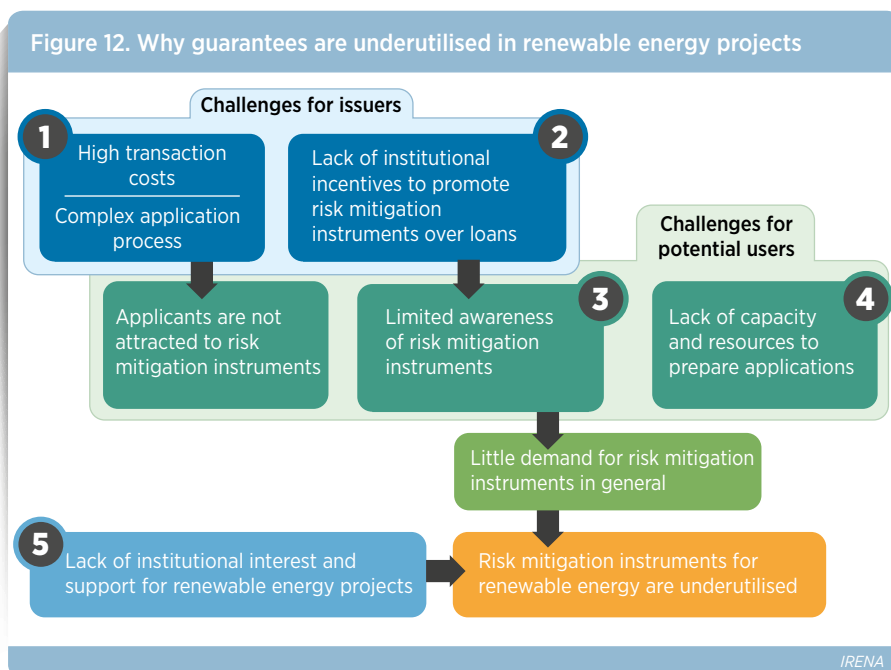 Figure 12. Why guarantees are underutilised in renewable energy projects
Challenges for issuers
1
High transaction
costs
Complex application
process
2
Lack of institutional
incentives to promote
risk mitigation
instruments over loans
Challenges for
potential users
Applicants are not
attracted to risk
mitigation instruments
3
Limited awareness
of risk mitigation
instruments
4
Lack of capacity
and resources to
prepare applications
Little demand for risk mitigation
instruments in general
5
Lack of institutional interest and
support for renewable energy projects
Risk mitigation instruments for
renewable energy are underutilised
IRENA